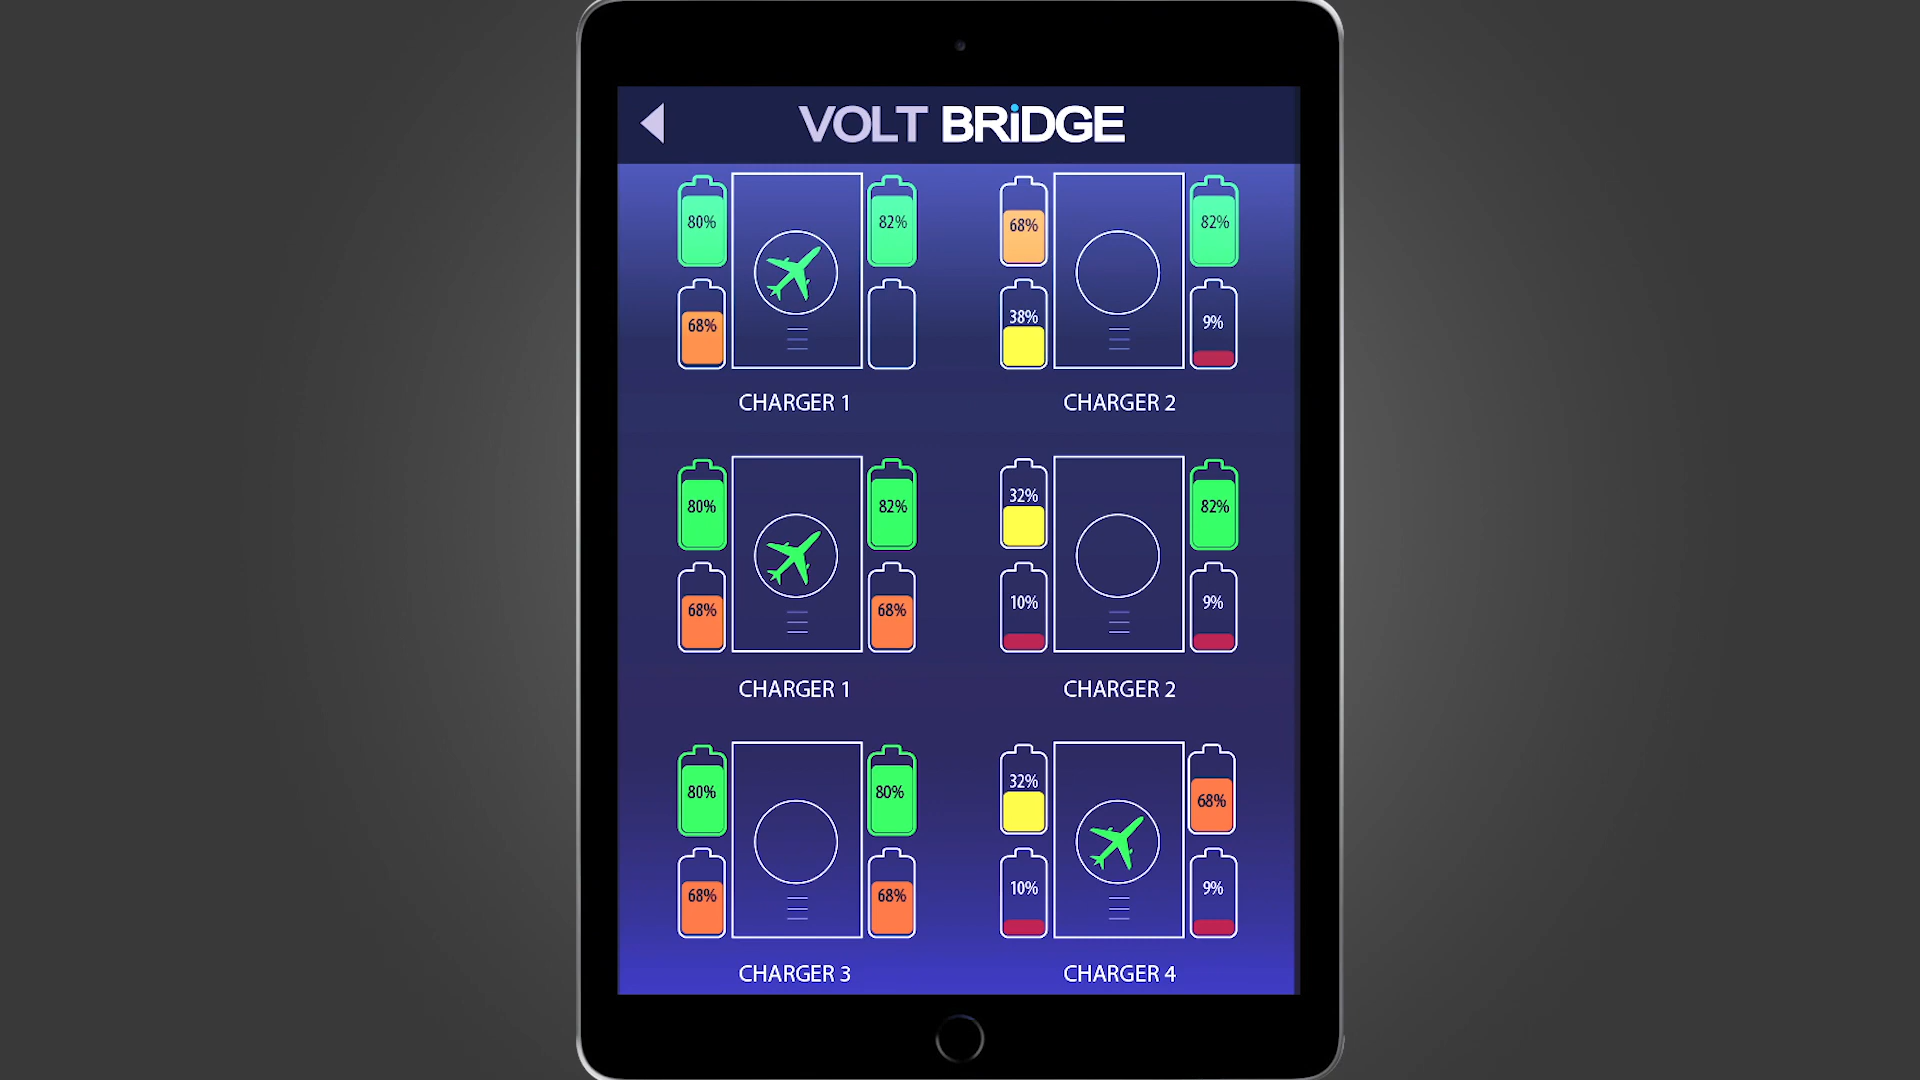 VOLT BRiDGE
80% 82% 68% 82%
68% 38% 9%
CHARGER 1 CHARGER 2
80% 82% 32% 82%
68% 68% 10% 9%
CHARGER 1 CHARGER 2
80% 80% 32% 68%
68% 68% 10% 9%
CHARGER 3 CHARGER 4